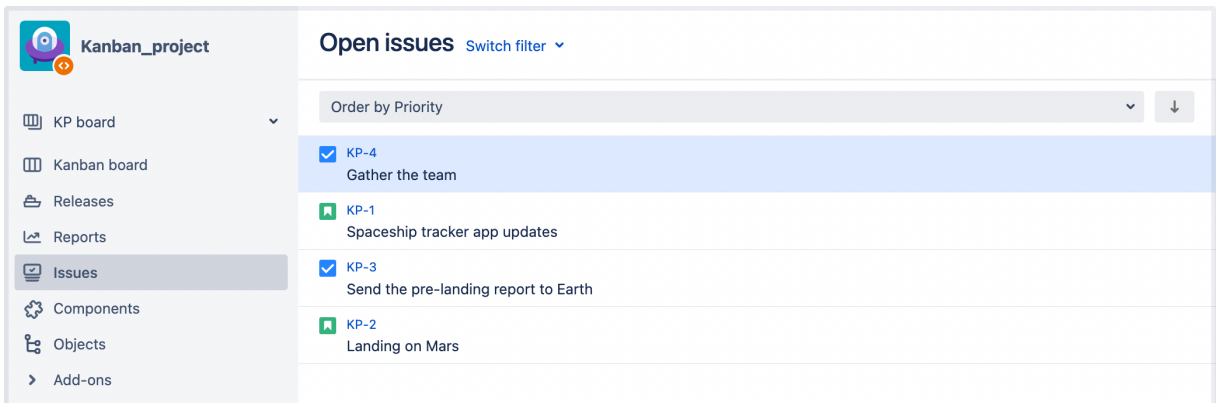 Kanban_project
KP board
Kanban board
Releases
Reports
Issues
Components
Objects
Add-ons
Open issues Switch filter
Order by Priority
KP-4
Gather the team
KP-1
Spaceship tracker app updates
KP-3
Send the pre-landing report to Earth
KP-2
Landing on Mars